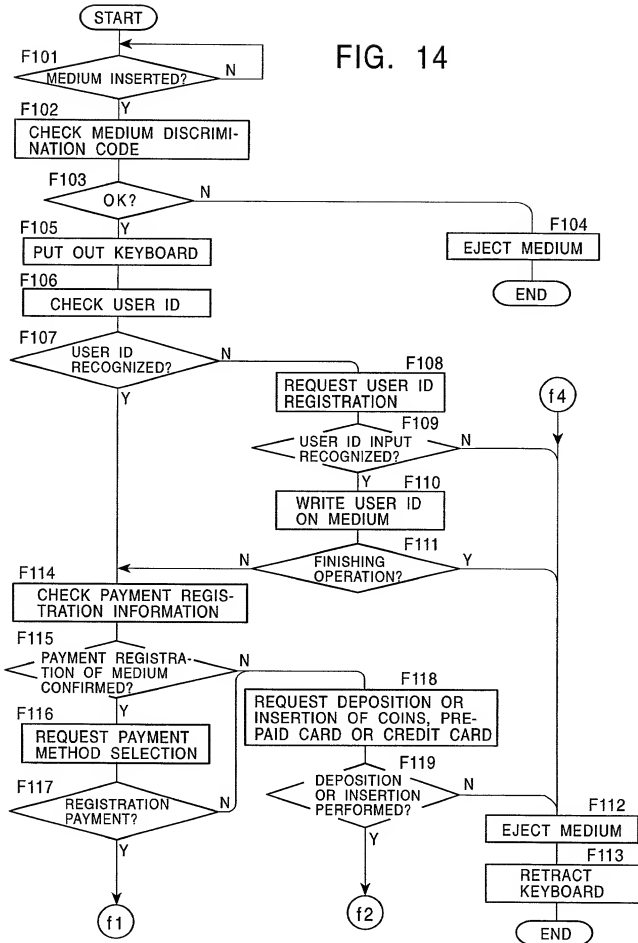 START
FIG. 14
F101
MEDIUM INSERTED?
N
Y
F102
CHECK MEDIUM DISCRIMI-
NATION CODE
F103
OK?
N
Y
F104
EJECT MEDIUM
END
F105
PUT OUT KEYBOARD
F106
CHECK USER ID
F107
USER ID
RECOGNIZED?
N
Y
F108
REQUEST USER ID
REGISTRATION
f4
F109
USER ID INPUT
RECOGNIZED?
N
Y
F110
WRITE USER ID
ON MEDIUM
F111
FINISHING
OPERATION?
N
Y
F114
CHECK PAYMENT REGIS-
TRATION INFORMATION
F115
PAYMENT REGISTRA-
TION OF MEDIUM
CONFIRMED?
N
Y
F116
REQUEST PAYMENT
METHOD SELECTION
F117
REGISTRATION
PAYMENT?
N
Y
f1
F118
REQUEST DEPOSITION OR
INSERTION OF COINS, PRE-
PAID CARD OR CREDIT CARD
F119
DEPOSITION
OR INSERTION
PERFORMED?
N
Y
f2
F112
EJECT MEDIUM
F113
RETRACT
KEYBOARD
END